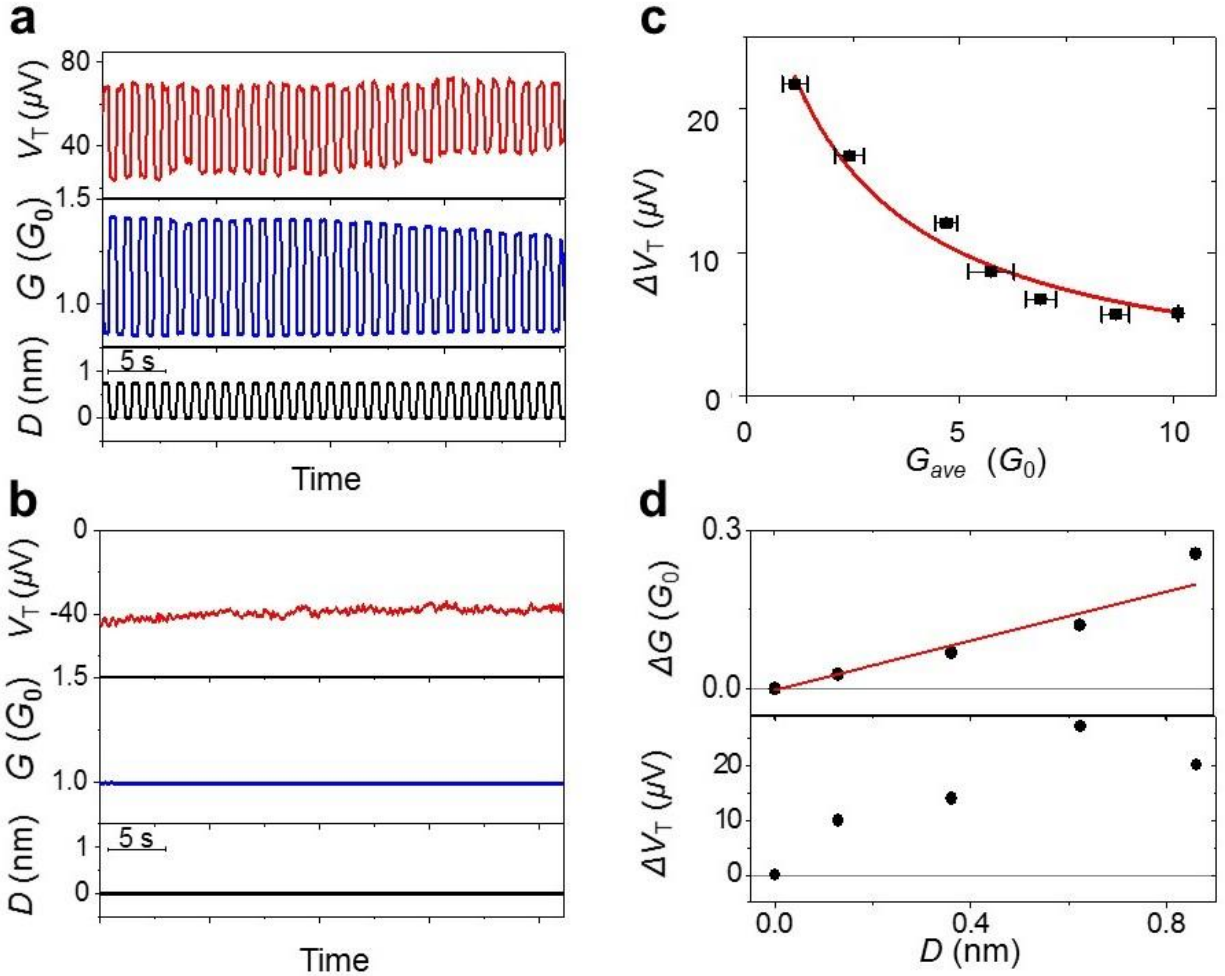 a
80
40
V_T (μV)
1.5
1.0
G (G_0)
5 s
1
0
D (nm)
Time
b
0
-40
V_T (μV)
1.5
1.0
G (G_0)
5 s
1
0
D (nm)
Time
c
20
10
0
ΔV_T (μV)
0
5
10
G_ave (G_0)
d
0.3
0.0
ΔG (G_0)
20
10
0
ΔV_T (μV)
0.0
0.4
0.8
D (nm)